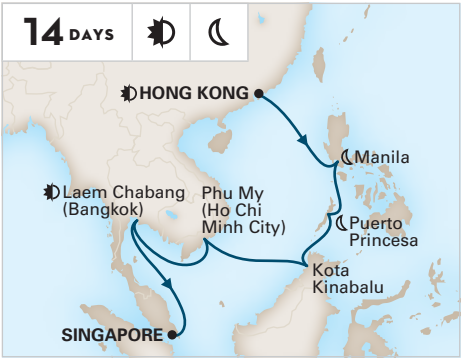 14 DAYS
HONG KONG
Manila
Laem Chabang
(Bangkok)
Phu My
(Ho Chi
Minh City)
Puerto
Princesa
Kota
Kinabalu
SINGAPORE